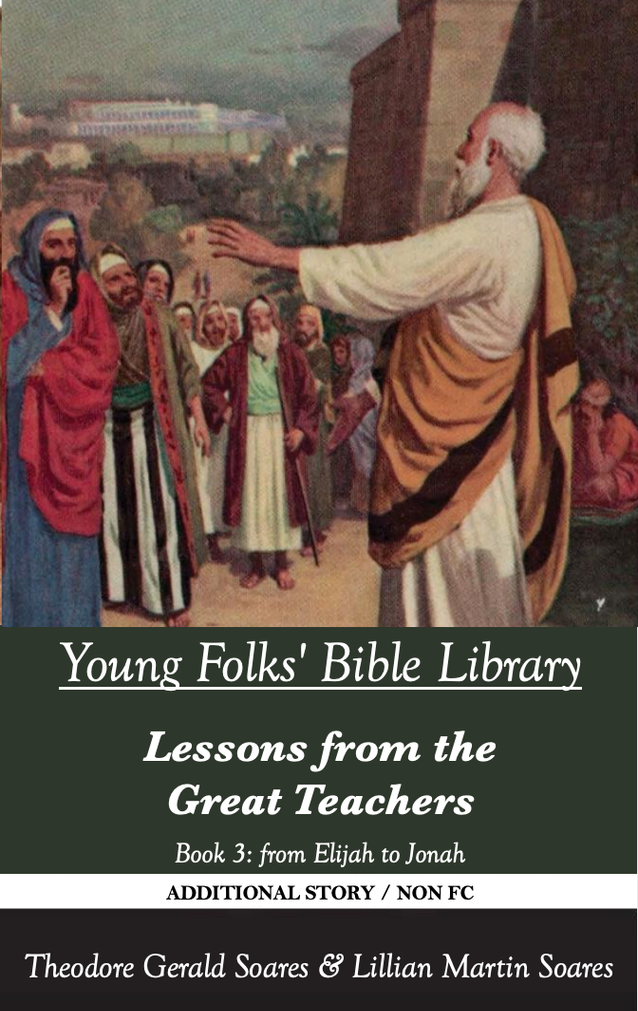 Young Folks' Bible Library
Lessons from the
Great Teachers
Book 3: from Elijah to Jonah
ADDITIONAL STORY / NON FC
Theodore Gerald Soares & Lillian Martin Soares